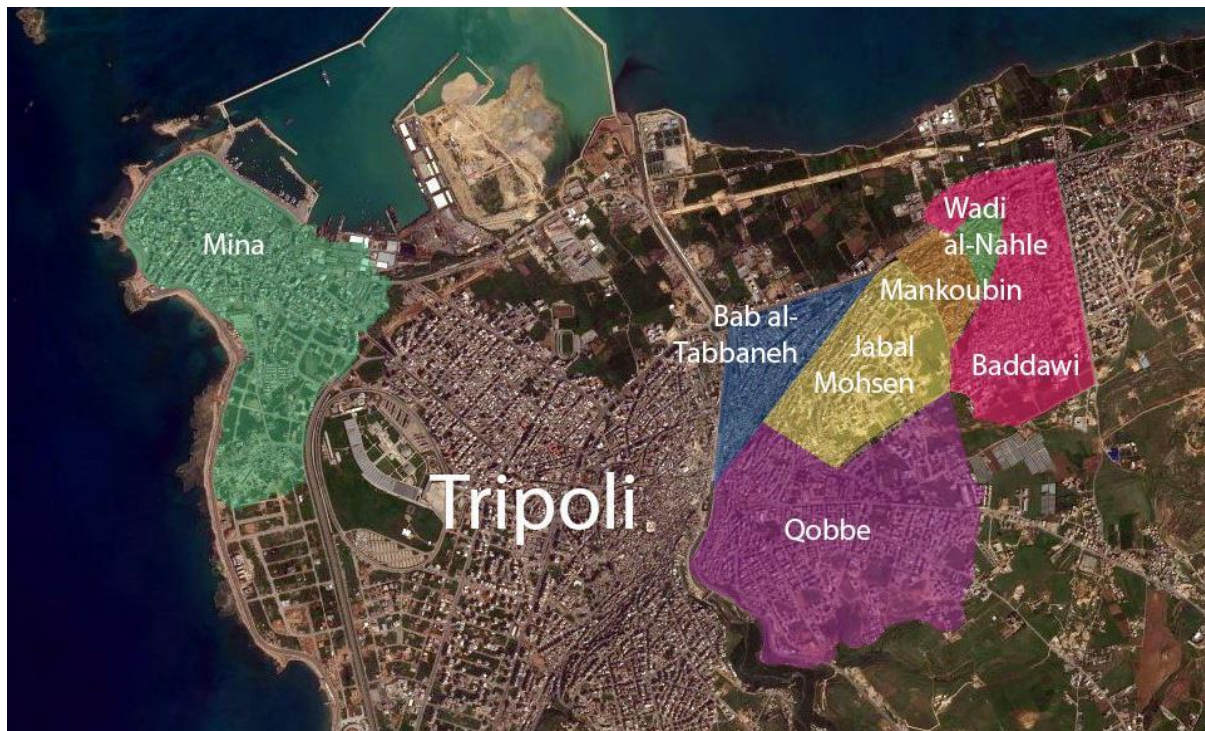 Mina
Wadi
al-Nahle
Mankoubin
Bab al-
Tabbaneh
Jabal
Mohsen
Baddawi
Tripoli
Qobbe